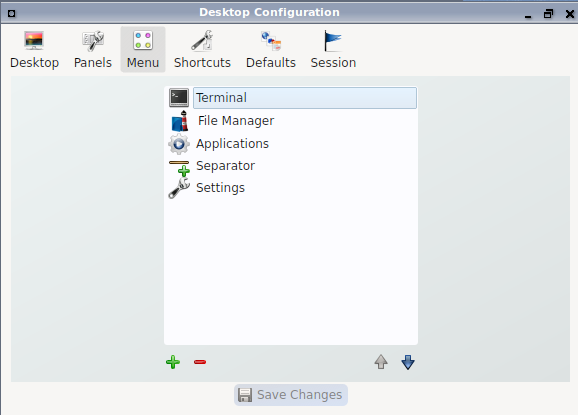 Desktop Configuration
Desktop Panels Menu Shortcuts Defaults Session
Terminal
File Manager
Applications
Separator
Settings
Save Changes